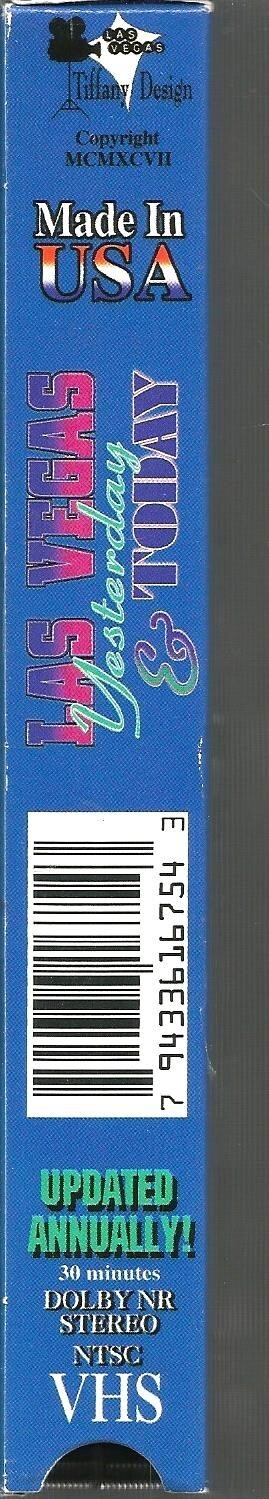 LAS
VEGAS
Tiffany Design
Copyright
MCMXCVII
Made In
USA
LAS VEGAS
Yesterday
& TODAY
7 94336 16754 3
UPDATED
ANNUALLY!
30 minutes
DOLBY NR
STEREO
NTSC
VHS